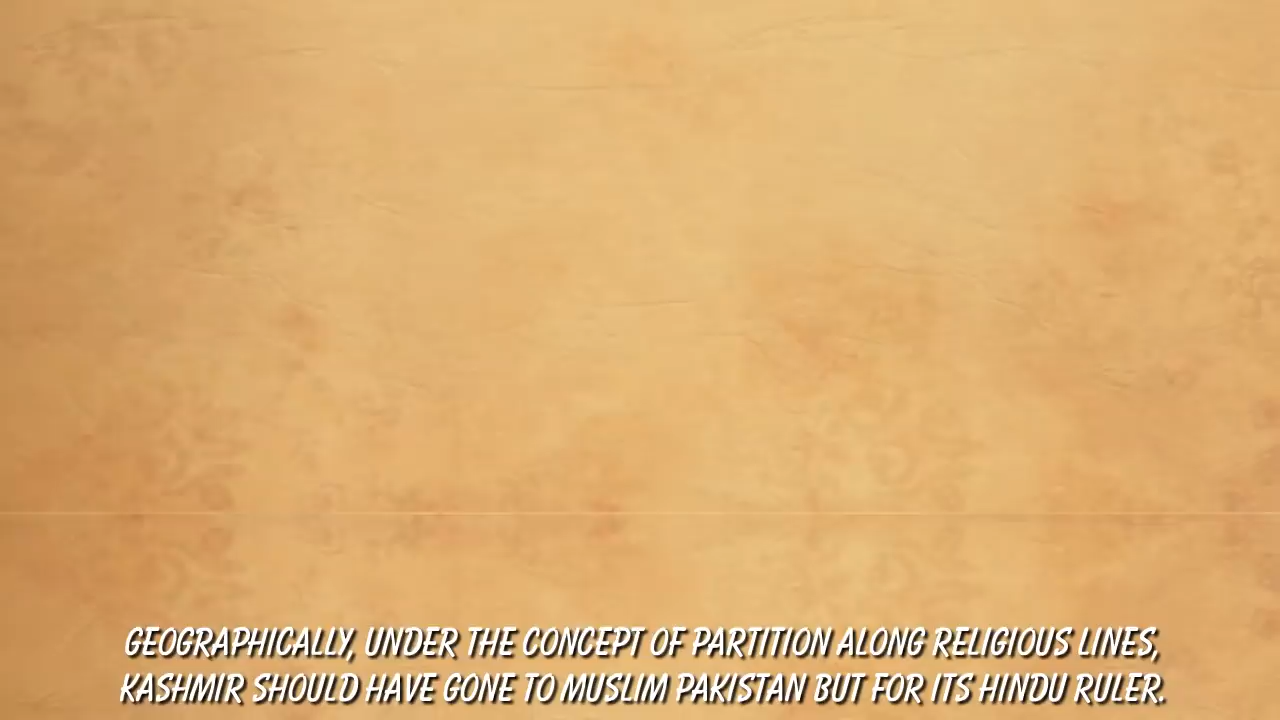 GEOGRAPHICALLY, UNDER THE CONCEPT OF PARTITION ALONG RELIGIOUS LINES,
KASHMIR SHOULD HAVE GONE TO MUSLIM PAKISTAN BUT FOR ITS HINDU RULER.